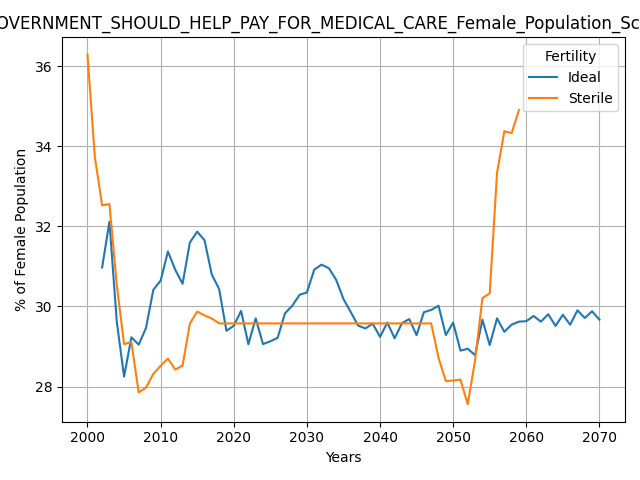 OVERNMENT_SHOULD_HELP_PAY_FOR_MEDICAL_CARE_Female_Population_Sc
Fertility
Ideal
Sterile
36
34
32
30
28
% of Female Population
2000 2010 2020 2030 2040 2050 2060 2070
Years